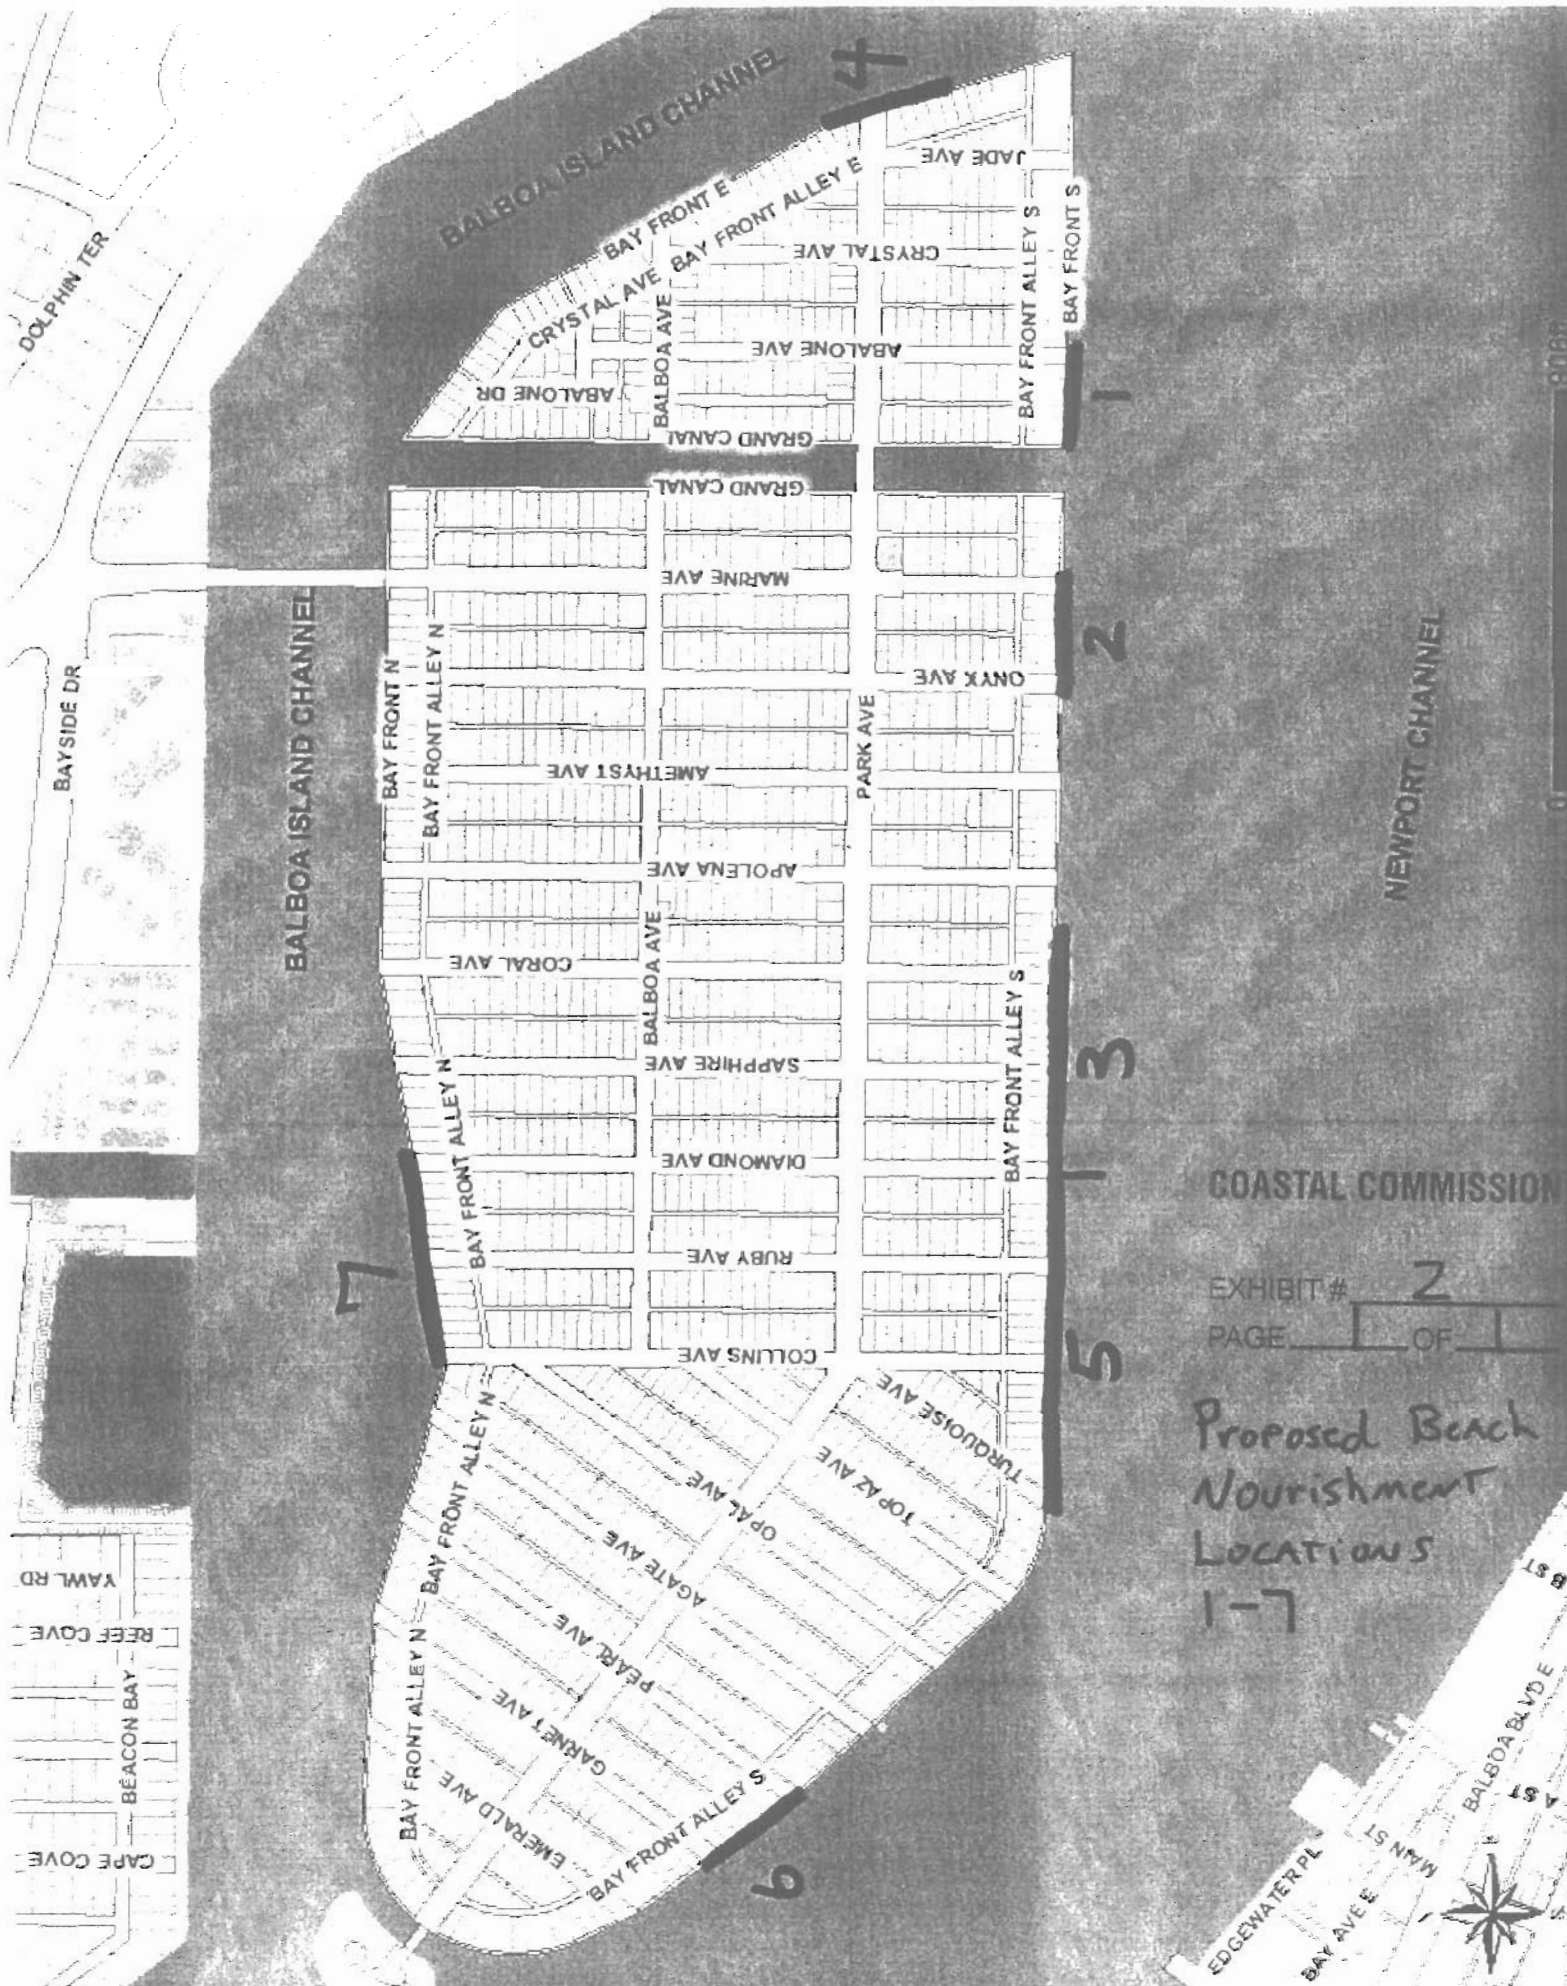 BALBOA ISLAND CHANNEL
4
DOLPHIN TER
BAY FRONT E
BAY FRONT ALLEY E
JADE AVE
CRYSTAL AVE
CRYSTAL AVE
BALBOA AVE
ABALONE AVE
ABALONE DR
BAY FRONT ALLEY S
BAY FRONT S
1
GRAND CANAL
GRAND CANAL
MARINE AVE
BAYSIDE DR
BALBOA ISLAND CHANNEL
BAY FRONT N
BAY FRONT ALLEY N
2
ONYX AVE
PARK AVE
AMETHYST AVE
NEWPORT CHANNEL
APOLENA AVE
CORAL AVE
BALBOA AVE
SAPPHIRE AVE
BAY FRONT ALLEY S
3
BAY FRONT ALLEY N
DIAMOND AVE
7
RUBY AVE
COLLINS AVE
5
COASTAL COMMISSION
EXHIBIT # 2
PAGE 1 OF 1
Proposed Beach
Nourishment
Locations
1-7
TURQUOISE AVE
TOPAZ AVE
OPAL AVE
AGATE AVE
PEARL AVE
GARNET AVE
EMERALD AVE
BAY FRONT ALLEY N
BAY FRONT ALLEY N
BAY FRONT ALLEY S
6
YAWL RD
REEF COVE
BEACON BAY
CAPE COVE
B ST
BALBOA BLVD E
A ST
MAIN ST
EDGEWATER PL
BAY AVE E